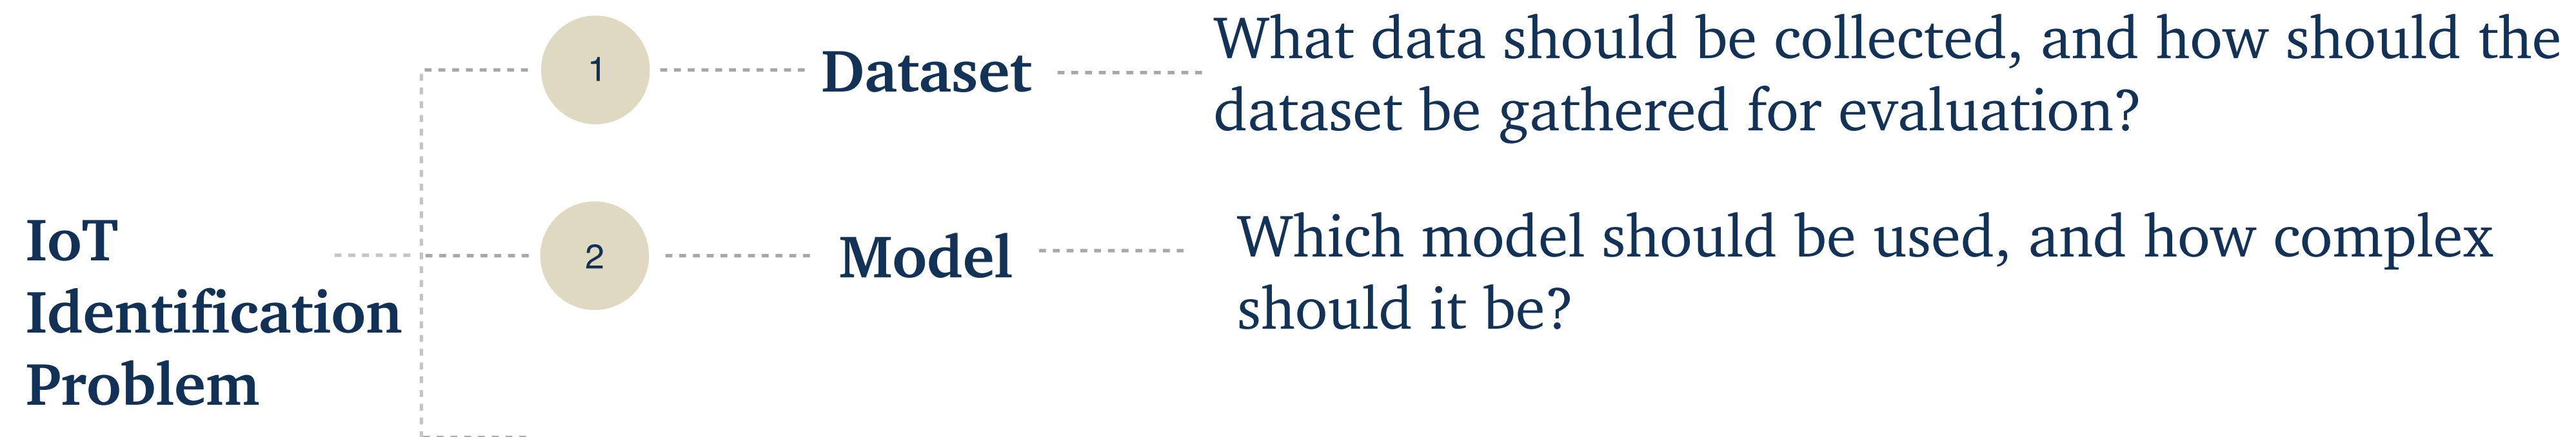 IoT
Identification
Problem
1
Dataset
What data should be collected, and how should the
dataset be gathered for evaluation?
2
Model
Which model should be used, and how complex
should it be?